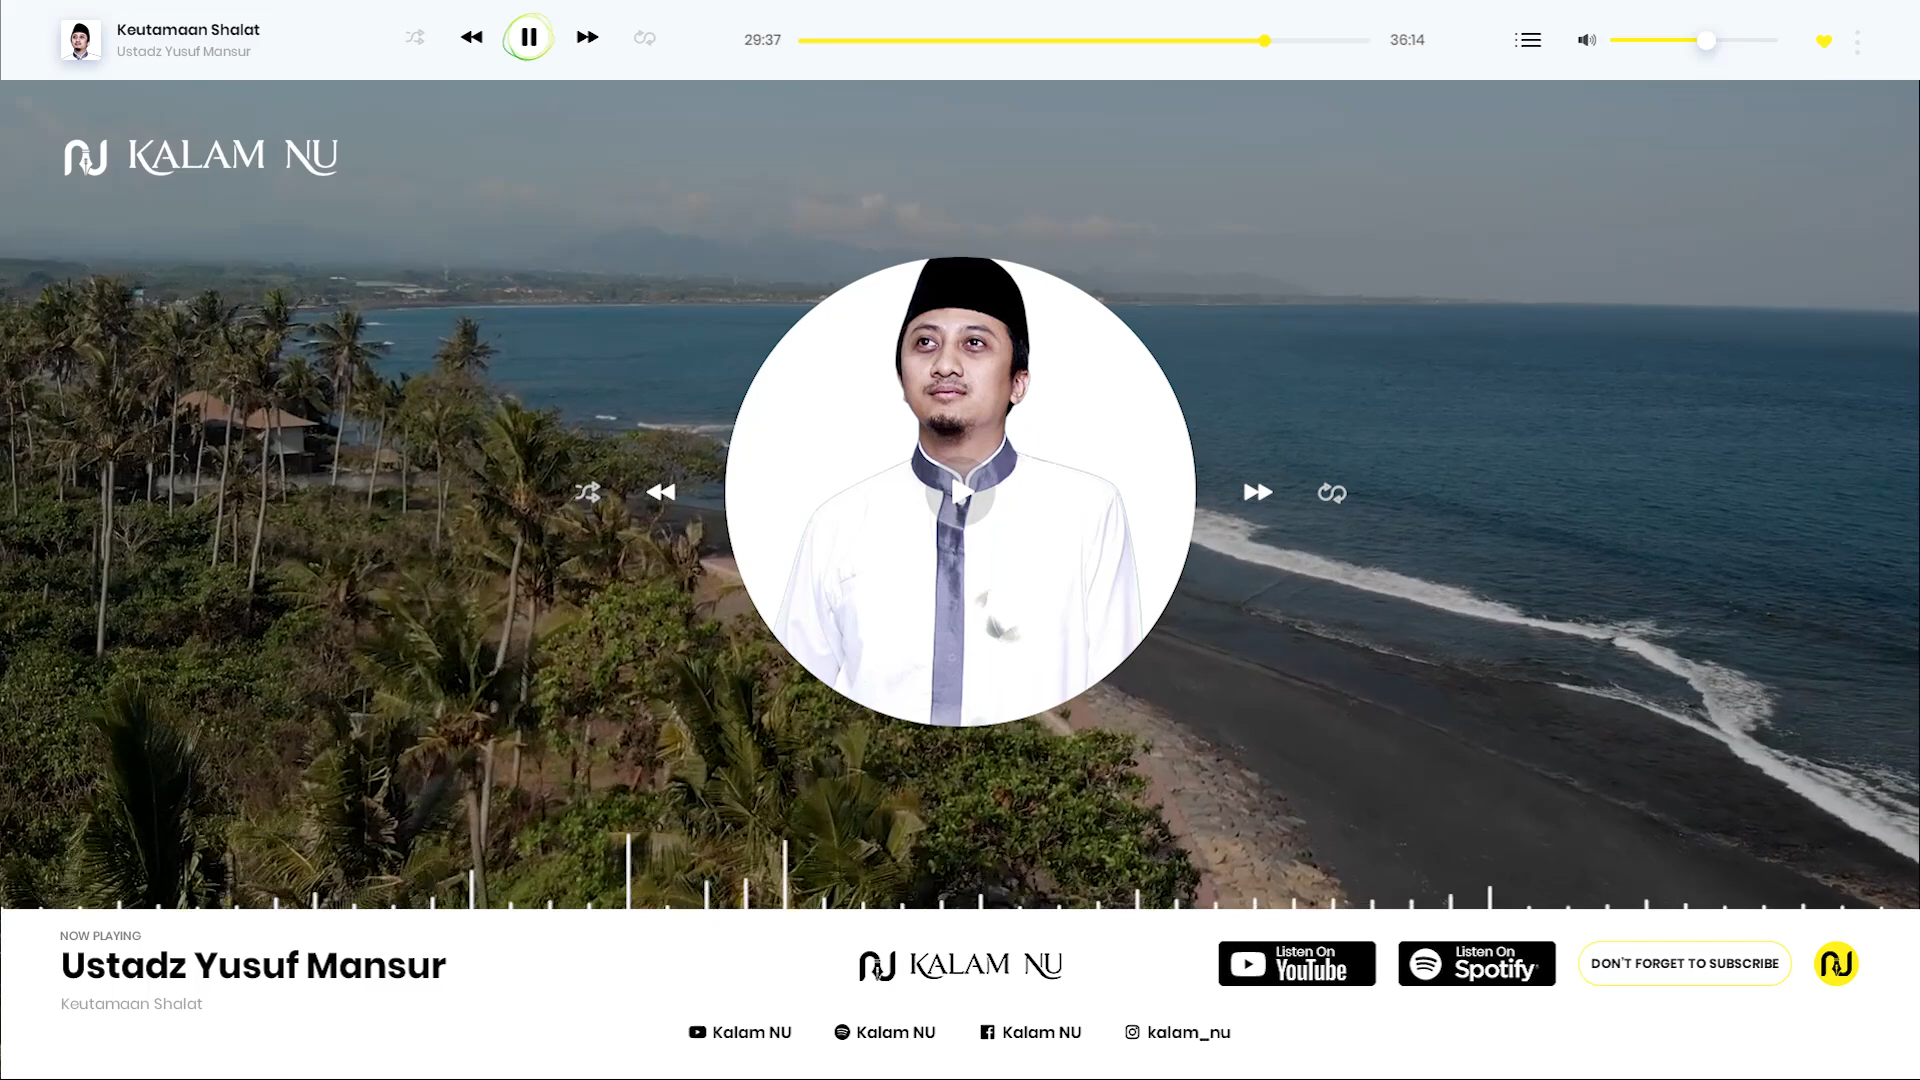 Keutamaan Shalat
Ustadz Yusuf Mansur
29:37
36:14
KALAM NU
NOW PLAYING
Ustadz Yusuf Mansur
Keutamaan Shalat
KALAM NU
Listen On
YouTube
Listen On
Spotify
DON'T FORGET TO SUBSCRIBE
Kalam NU
Kalam NU
Kalam NU
kalam_nu